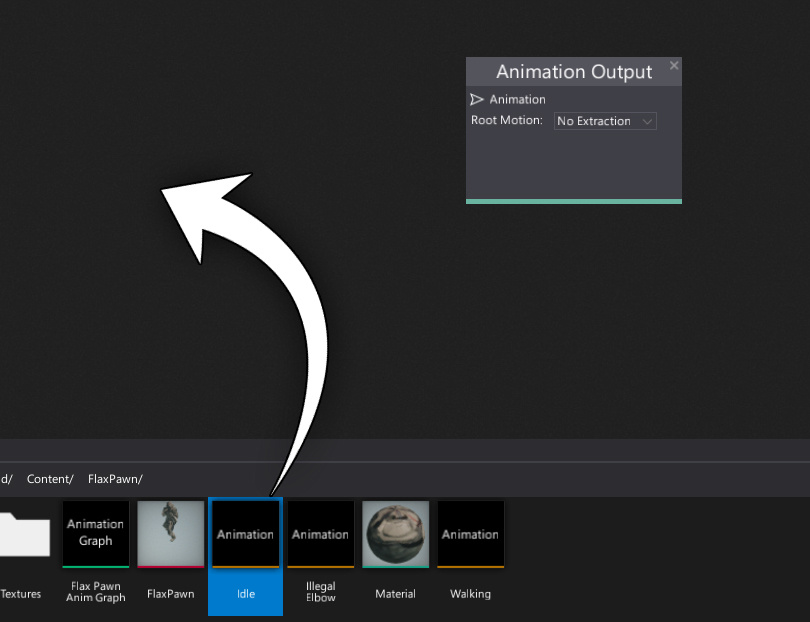 Animation Output
Animation
Root Motion: No Extraction
d/ Content/ FlaxPawn/
Animation
Graph
Animation
Animation
Animation
Textures
Flax Pawn
Anim Graph
FlaxPawn
Idle
Illegal
Elbow
Material
Walking